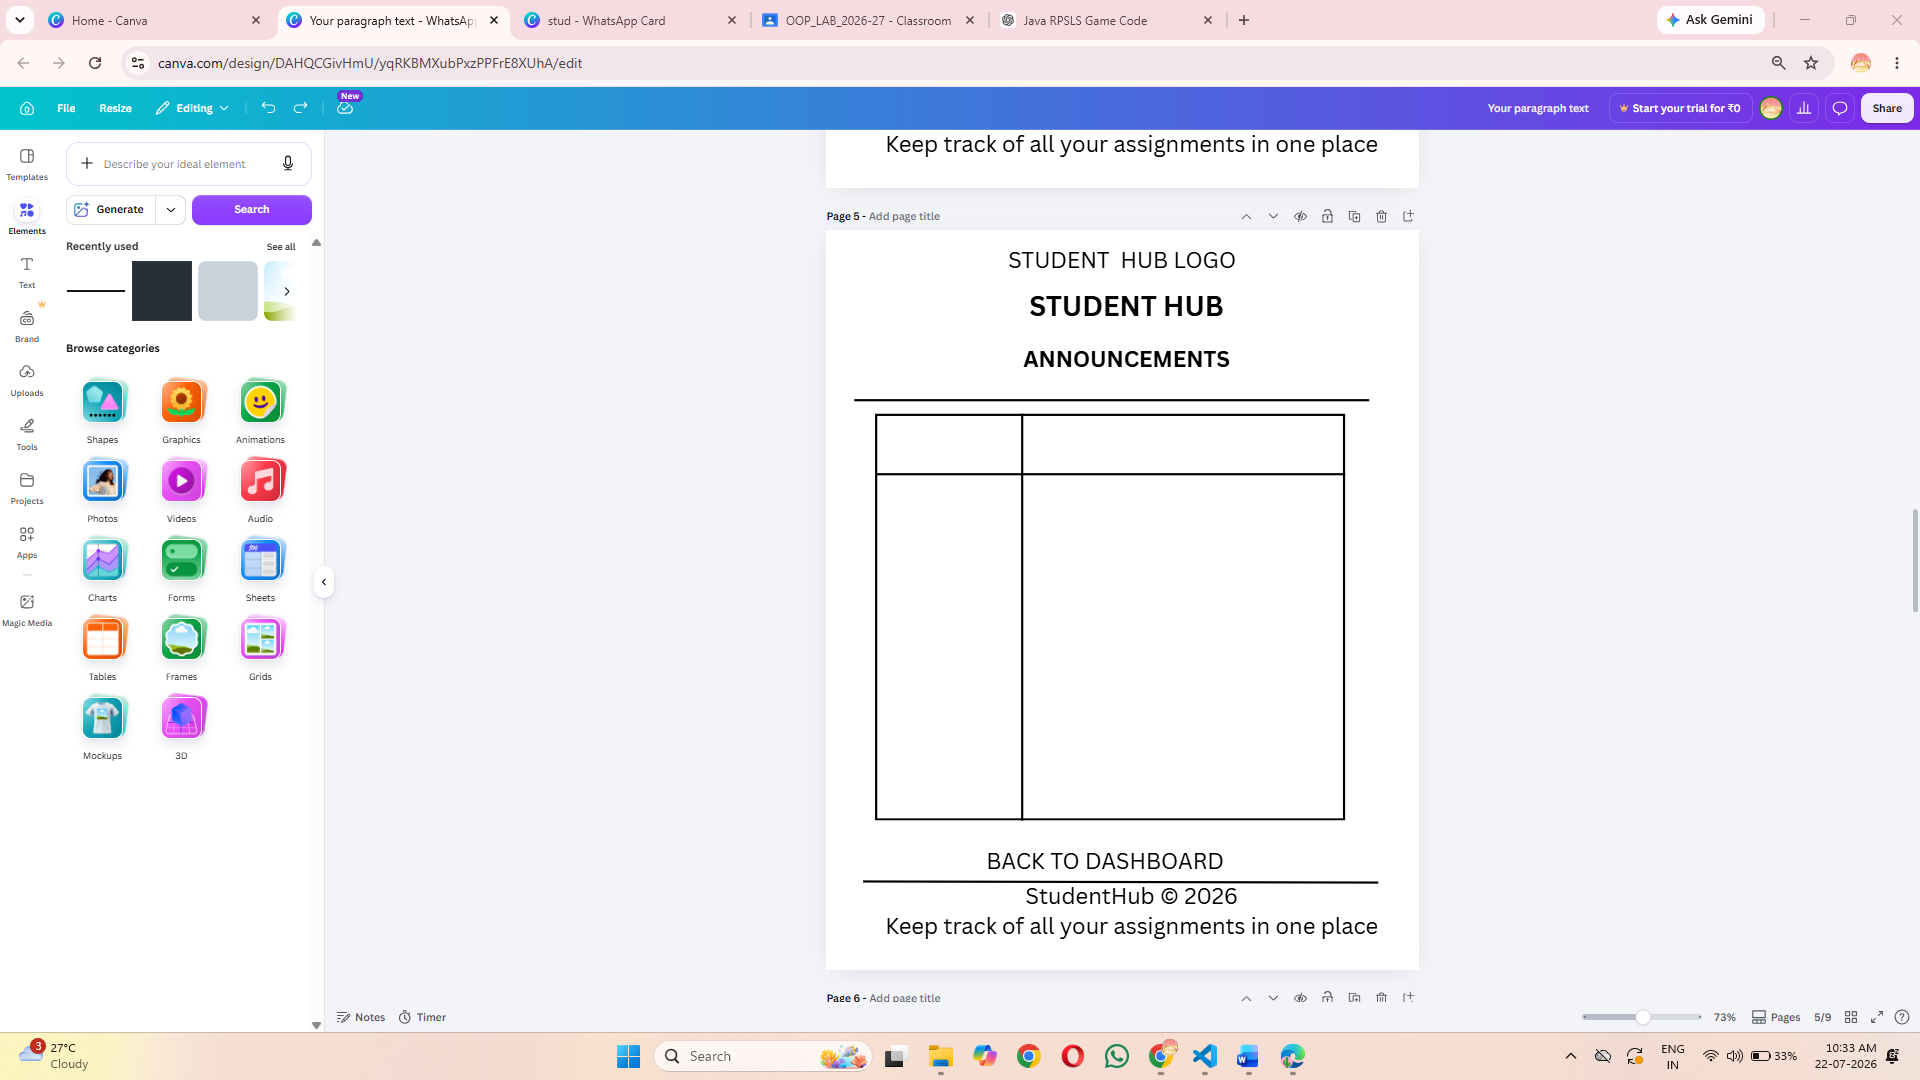 Home - Canva
Your paragraph text - WhatsAp
stud - WhatsApp Card
OOP_LAB_2026-27 - Classroom
Java RPSLS Game Code
Ask Gemini
canva.com/design/DAHQCGivHmU/yqRKBMXubPxzPPFrE8XUhA/edit
File
Resize
Editing
New
Your paragraph text
Start your trial for ₹0
Share
Templates
Elements
Text
Brand
Uploads
Tools
Projects
Apps
Magic Media
Describe your ideal element
Generate
Search
Recently used
See all
Browse categories
Shapes
Graphics
Animations
Photos
Videos
Audio
Charts
Forms
Sheets
Tables
Frames
Grids
Mockups
3D
Keep track of all your assignments in one place
Page 5 - Add page title
STUDENT HUB LOGO
STUDENT HUB
ANNOUNCEMENTS
BACK TO DASHBOARD
StudentHub © 2026
Keep track of all your assignments in one place
Page 6 - Add page title
Notes
Timer
73%
Pages
5/9
3
27°C
Cloudy
Search
ENG
IN
33%
10:33 AM
22-07-2026